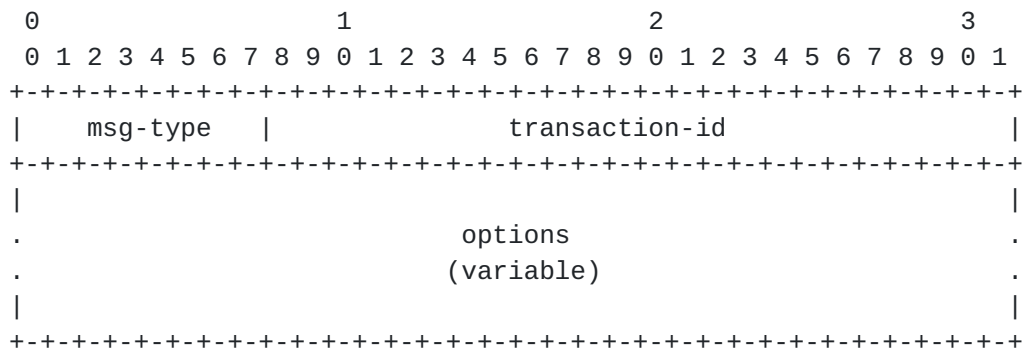 0                   1                   2                   3
 0 1 2 3 4 5 6 7 8 9 0 1 2 3 4 5 6 7 8 9 0 1 2 3 4 5 6 7 8 9 0 1
+-+-+-+-+-+-+-+-+-+-+-+-+-+-+-+-+-+-+-+-+-+-+-+-+-+-+-+-+-+-+-+-+
|    msg-type   |               transaction-id                  |
+-+-+-+-+-+-+-+-+-+-+-+-+-+-+-+-+-+-+-+-+-+-+-+-+-+-+-+-+-+-+-+-+
|                                                               |
.                            options                            .
.                           (variable)                          .
|                                                               |
+-+-+-+-+-+-+-+-+-+-+-+-+-+-+-+-+-+-+-+-+-+-+-+-+-+-+-+-+-+-+-+-+